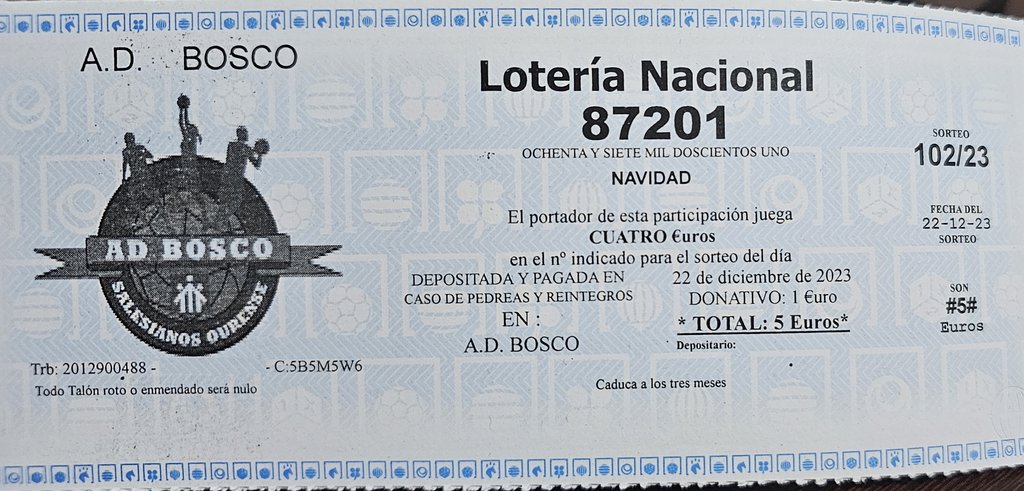 A.D. BOSCO
Lotería Nacional
87201
OCHENTA Y SIETE MIL DOSCIENTOS UNO
NAVIDAD
El portador de esta participación juega
CUATRO €uros
en el nº indicado para el sorteo del día
DEPOSITADA Y PAGADA EN
22 de diciembre de 2023
CASO DE PEDREAS Y REINTEGROS
DONATIVO: 1 €uro
EN :
* TOTAL: 5 Euros*
A.D. BOSCO
Depositario:
Caduca a los tres meses
SORTEO
102/23
FECHA DEL
22-12-23
SORTEO
SON
#5#
Euros
AD BOSCO
SALESIANOS OURENSE
Trb: 2012900488 - - C:5B5M5W6
Todo Talón roto o enmendado será nulo